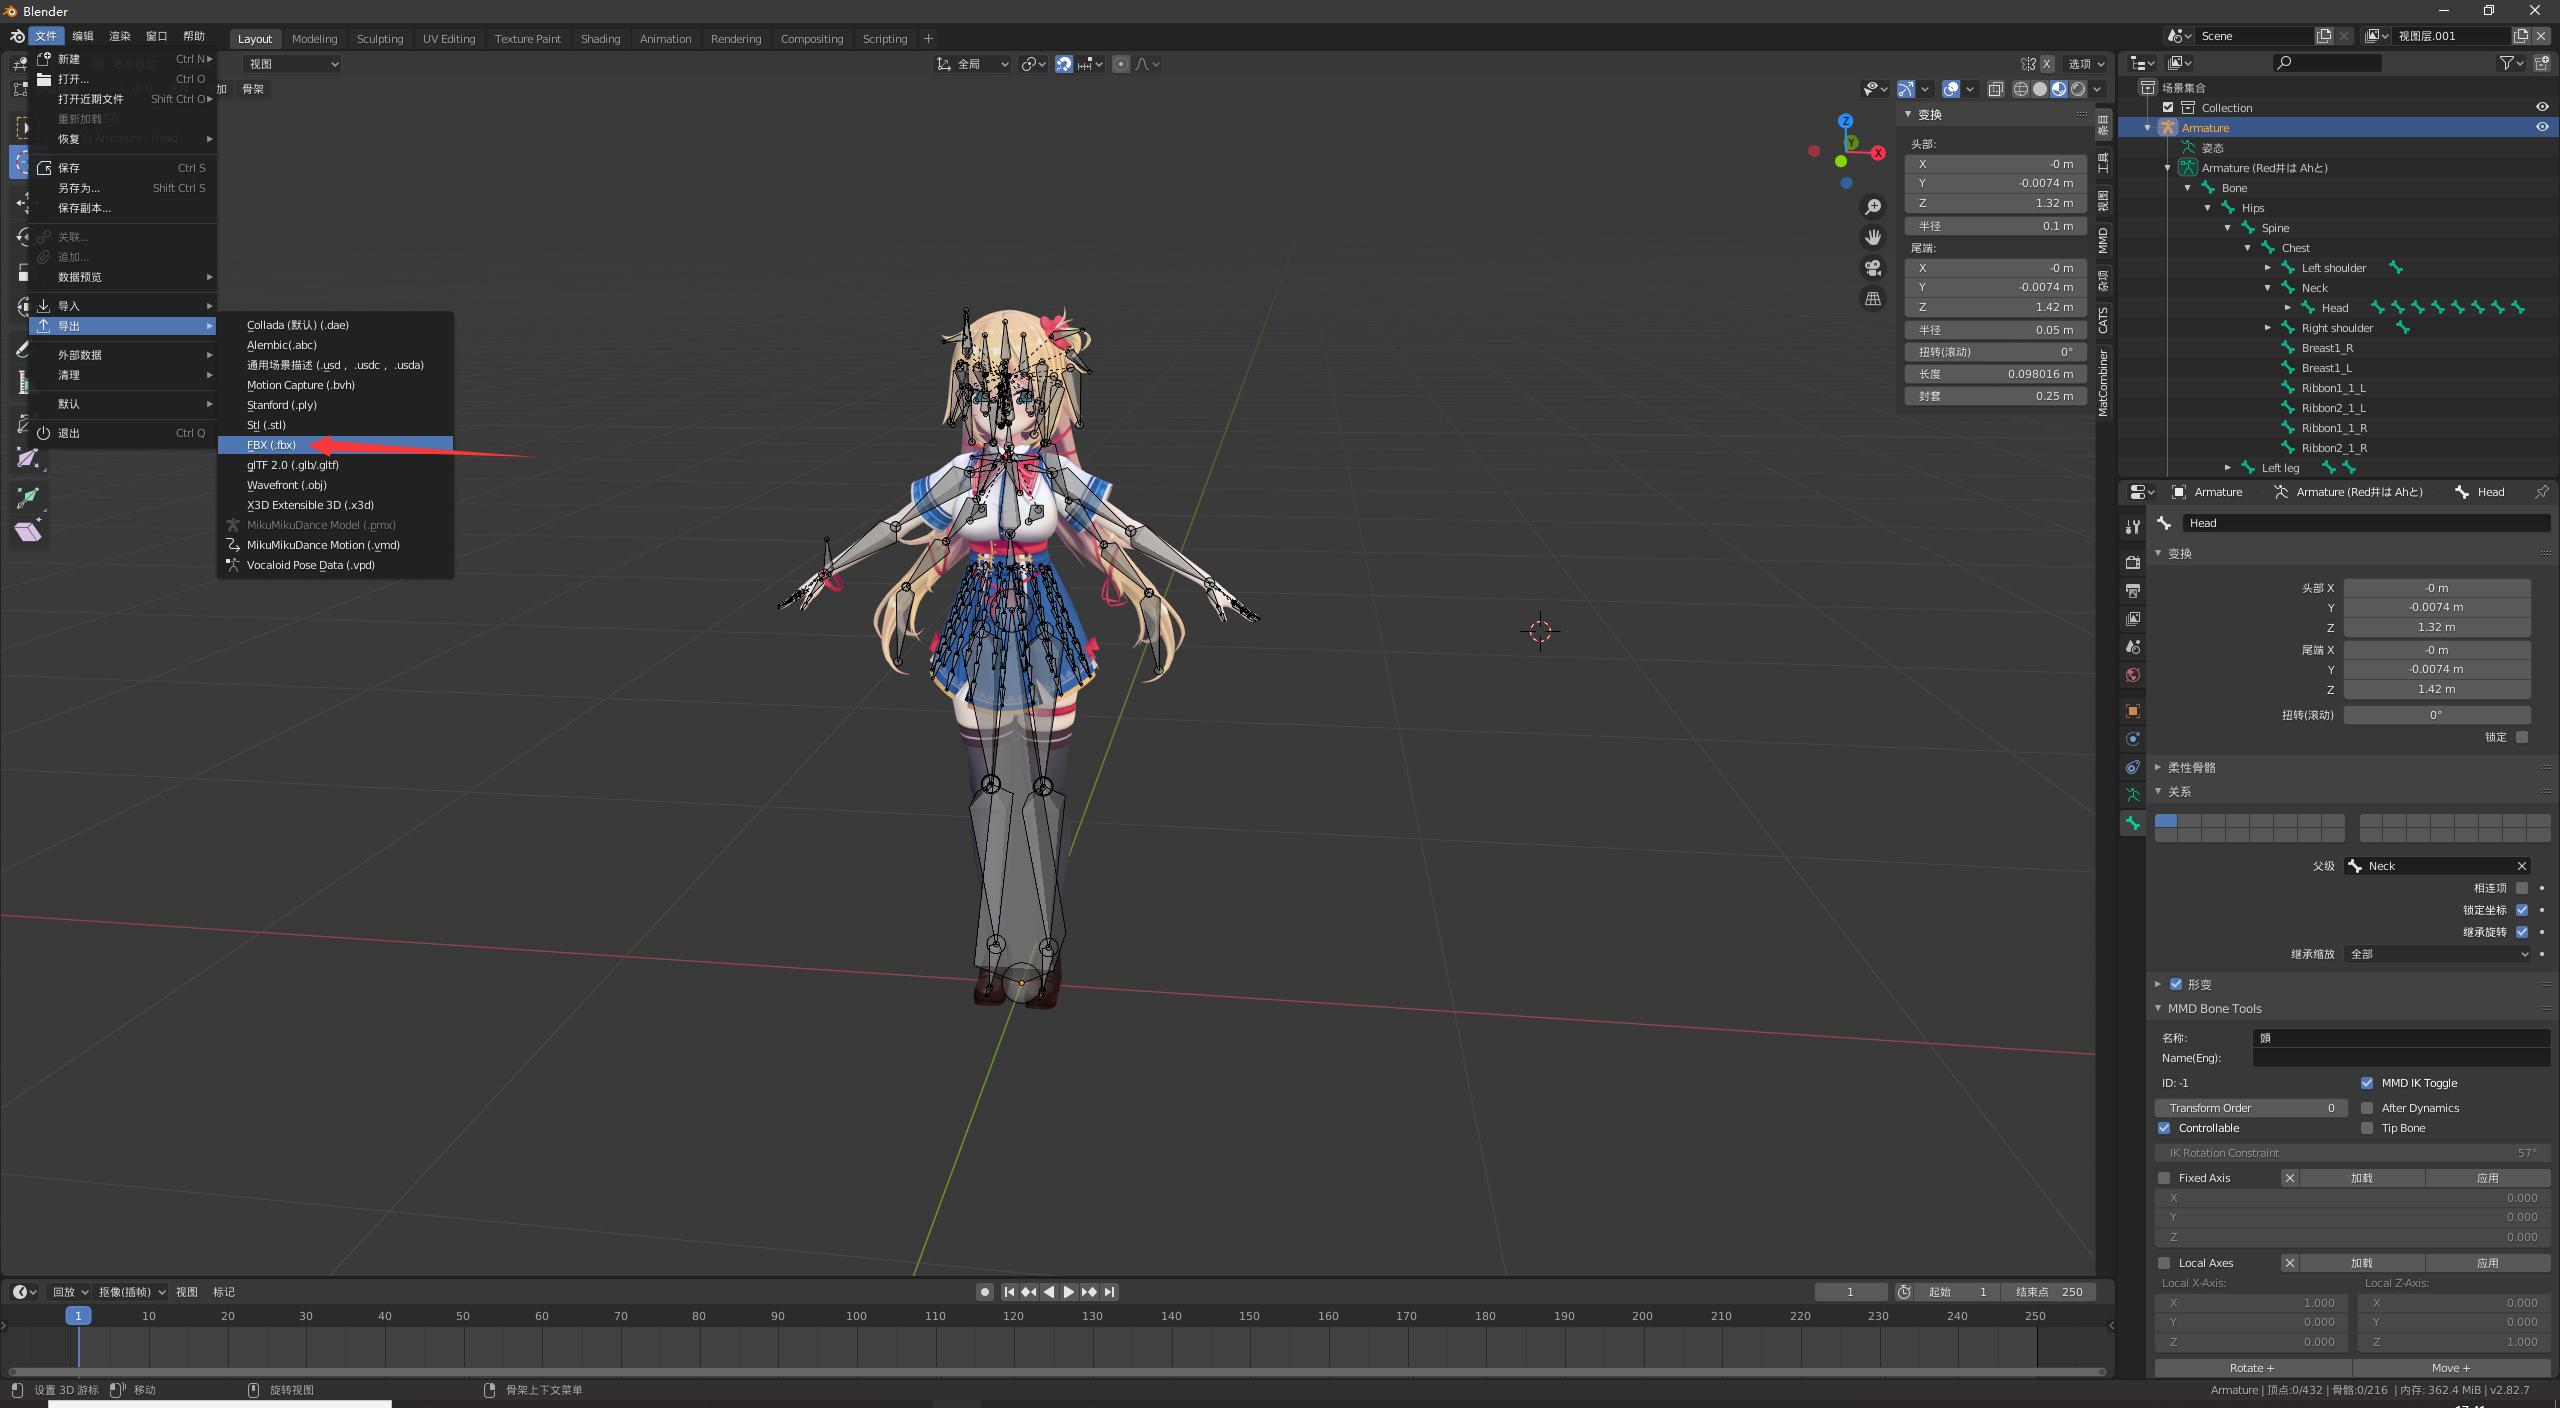 Blender
文件 编辑 渲染 窗口 帮助
Layout Modeling Sculpting UV Editing Texture Paint Shading Animation Rendering Compositing Scripting +
Scene
视图层.001
视图
全局
X
选项
加 骨架
新建 Ctrl N
打开... Ctrl O
打开近期文件 Shift Ctrl O
重新加载
恢复
保存 Ctrl S
另存为... Shift Ctrl S
保存副本...
关联...
追加...
数据预览
导入
导出
外部数据
清理
默认
退出 Ctrl Q
Collada (默认) (.dae)
Alembic(.abc)
通用场景描述 (.usd , .usdc , .usda)
Motion Capture (.bvh)
Stanford (.ply)
Stl (.stl)
FBX (.fbx)
glTF 2.0 (.glb/.gltf)
Wavefront (.obj)
X3D Extensible 3D (.x3d)
MikuMikuDance Model (.pmx)
MikuMikuDance Motion (.vmd)
Vocaloid Pose Data (.vpd)
Z
Y
X
变换
头部:
X -0 m
Y -0.0074 m
Z 1.32 m
半径 0.1 m
尾端:
X -0 m
Y -0.0074 m
Z 1.42 m
半径 0.05 m
扭转(滚动) 0°
长度 0.098016 m
封套 0.25 m
条目
工具
视图
MMD
杂项
CATS
MatCombiner
场景集合
Collection
Armature
姿态
Armature (Red井は Ahと)
Bone
Hips
Spine
Chest
Left shoulder
Neck
Head
Right shoulder
Breast1_R
Breast1_L
Ribbon1_1_L
Ribbon2_1_L
Ribbon1_1_R
Ribbon2_1_R
Left leg
Armature Armature (Red井は Ahと) Head
Head
变换
头部 X -0 m
Y -0.0074 m
Z 1.32 m
尾端 X -0 m
Y -0.0074 m
Z 1.42 m
扭转(滚动) 0°
锁定
柔性骨骼
关系
父级 Neck
相连项
锁定坐标
继承旋转
继承缩放 全部
形变
MMD Bone Tools
名称: 頭
Name(Eng):
ID: -1 MMD IK Toggle
Transform Order 0 After Dynamics
Controllable Tip Bone
IK Rotation Constraint 57°
Fixed Axis 加载 应用
X 0.000
Y 0.000
Z 0.000
Local Axes 加载 应用
Local X-Axis: Local Z-Axis:
X 1.000 X 0.000
Y 0.000 Y 0.000
Z 0.000 Z 1.000
Rotate + Move +
回放 抠像(插帧) 视图 标记
1 起始 1 结束点 250
1 10 20 30 40 50 60 70 80 90 100 110 120 130 140 150 160 170 180 190 200 210 220 230 240 250
设置 3D 游标 移动 旋转视图 骨架上下文菜单
Armature | 顶点:0/432 | 骨骼:0/216 | 内存: 362.4 MiB | v2.82.7